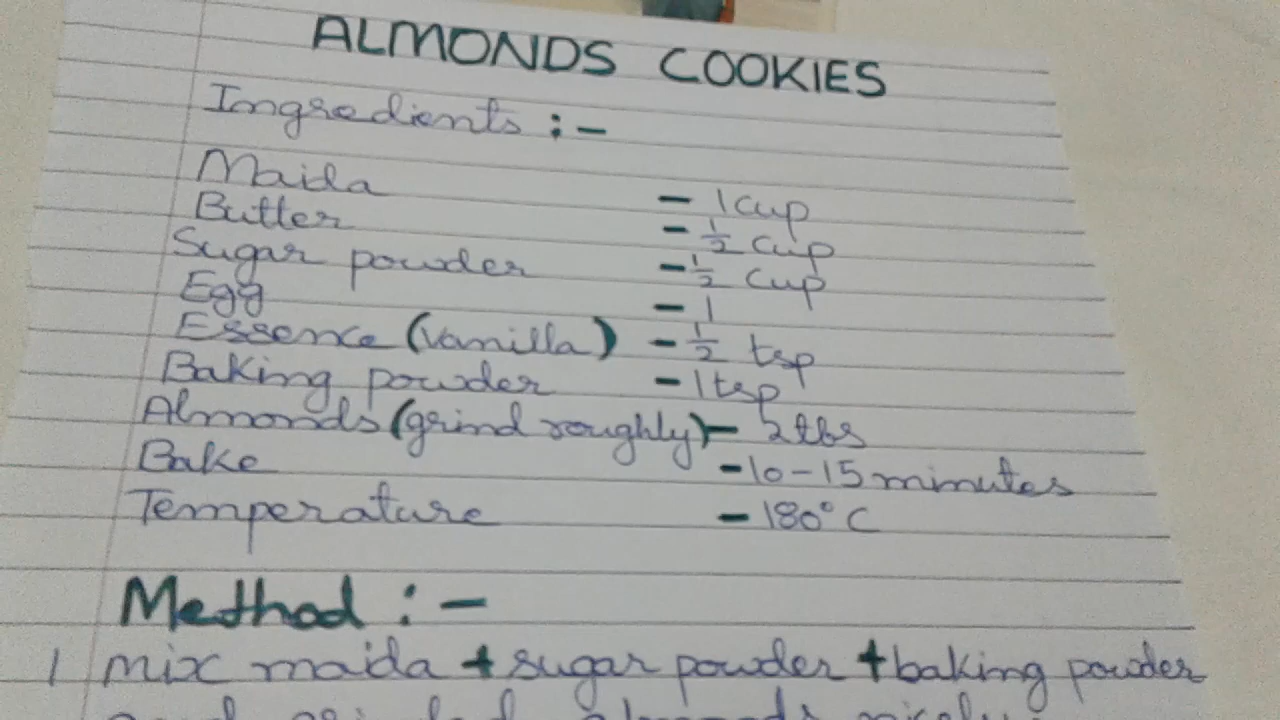 ALMONDS COOKIES
Ingredients :-
Maida - 1 cup
Butter - 1/2 cup
Sugar powder - 1/2 cup
Egg - 1
Essence (Vanilla) - 1/2 tsp
Baking powder - 1 tsp
Almonds (grind roughly) - 2 tbs
Bake - 10-15 minutes
Temperature - 180° C
Method :-
1 mix maida + sugar powder + baking powder
almonds nicely